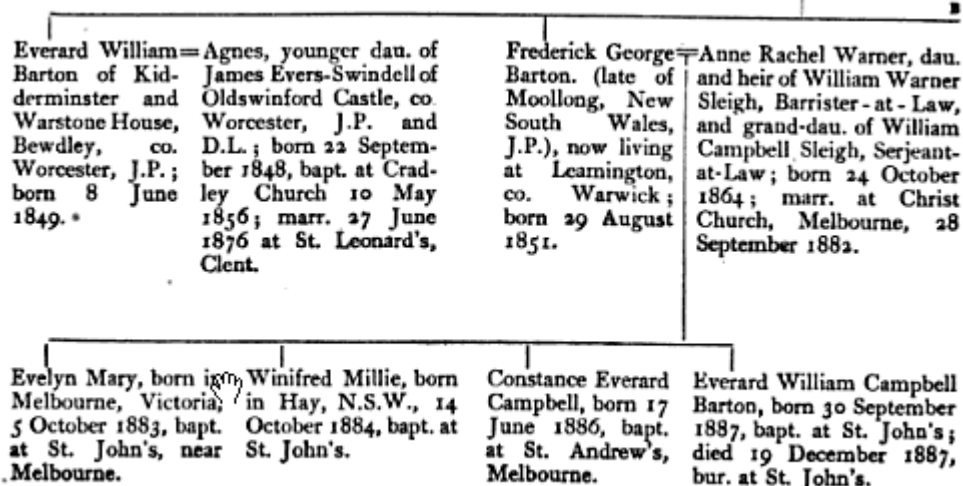 B
Everard William=
Barton of Kid-
derminster and
Warstone House,
Bewdley, co.
Worcester, J.P.;
born 8 June
1849.
Agnes, younger dau. of
James Evers-Swindell of
Oldswinford Castle, co.
Worcester, J.P. and
D.L.; born 22 Septem-
ber 1848, bapt. at Crad-
ley Church 10 May
1856; marr. 27 June
1876 at St. Leonard's,
Clent.
Frederick George=
Barton. (late of
Moollong, New
South Wales,
J.P.), now living
at Leamington,
co. Warwick;
born 29 August
1851.
Anne Rachel Warner, dau.
and heir of William Warner
Sleigh, Barrister-at-Law,
and grand-dau. of William
Campbell Sleigh, Serjeant-
at-Law; born 24 October
1864; marr. at Christ
Church, Melbourne, 28
September 1882.
Evelyn Mary, born in
Melbourne, Victoria,
5 October 1883, bapt.
at St. John's, near
Melbourne.
Winifred Millie, born
in Hay, N.S.W., 14
October 1884, bapt. at
St. John's.
Constance Everard
Campbell, born 17
June 1886, bapt.
at St. Andrew's,
Melbourne.
Everard William Campbell
Barton, born 30 September
1887, bapt. at St. John's;
died 19 December 1887,
bur. at St. John's.